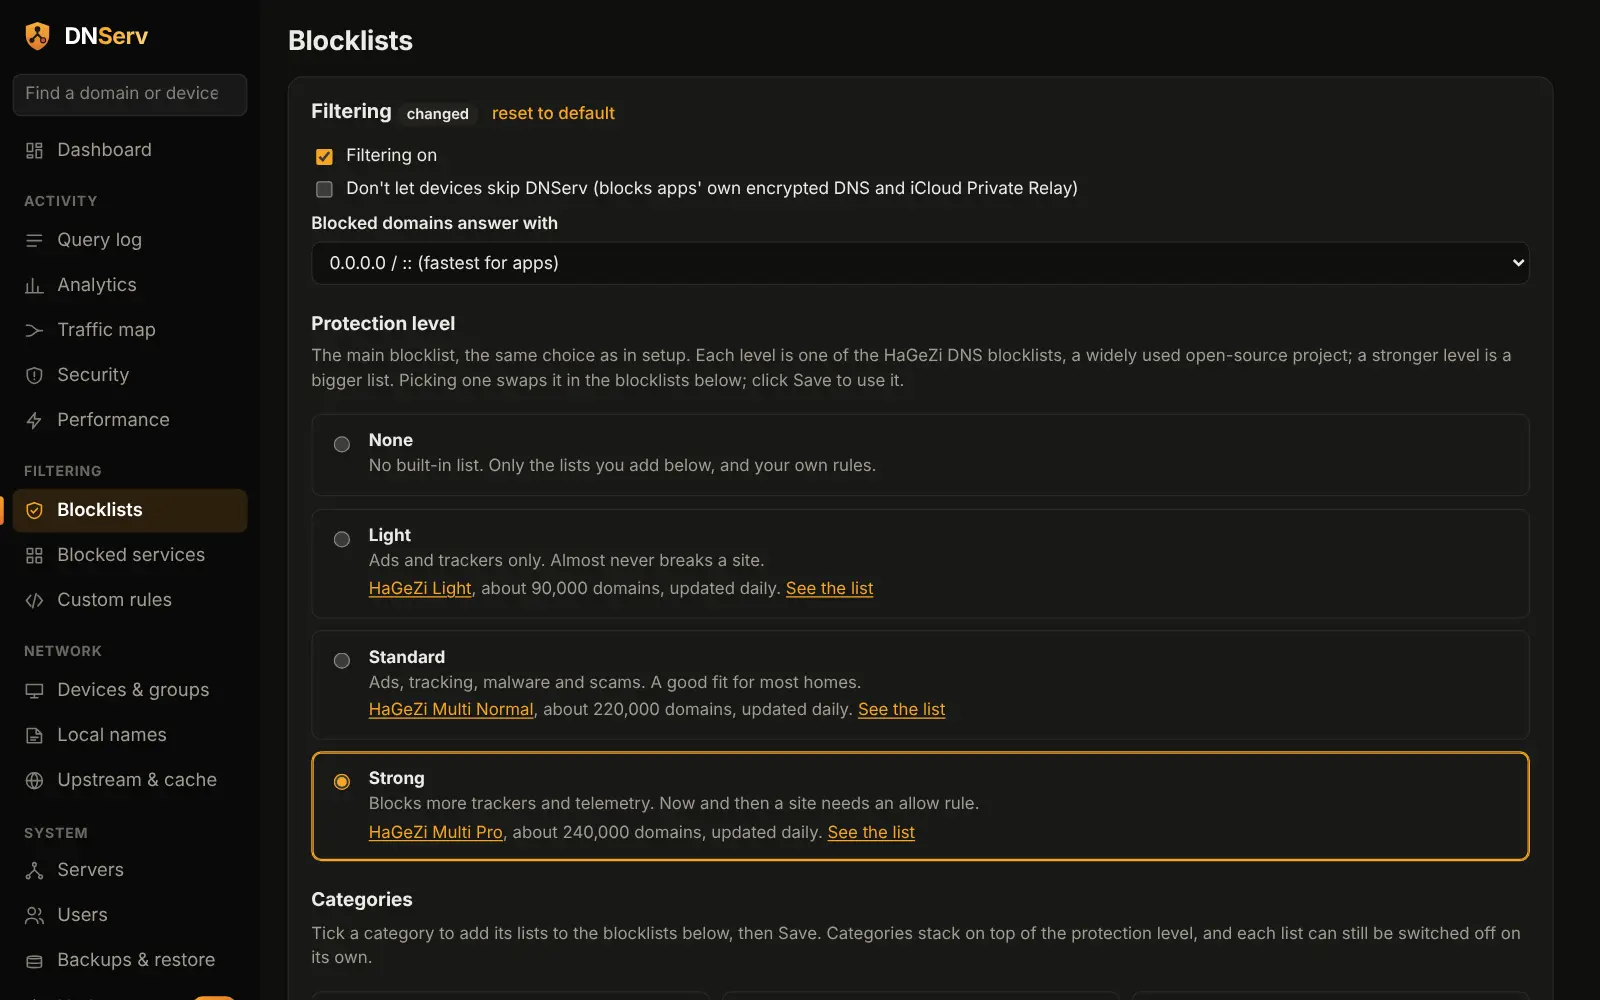 DNServ
Find a domain or device
Dashboard
ACTIVITY
Query log
Analytics
Traffic map
Security
Performance
FILTERING
Blocklists
Blocked services
Custom rules
NETWORK
Devices & groups
Local names
Upstream & cache
SYSTEM
Servers
Users
Backups & restore
Blocklists
Filtering changed reset to default
Filtering on
Don't let devices skip DNServ (blocks apps' own encrypted DNS and iCloud Private Relay)
Blocked domains answer with
0.0.0.0 / :: (fastest for apps)
Protection level
The main blocklist, the same choice as in setup. Each level is one of the HaGeZi DNS blocklists, a widely used open-source project; a stronger level is a
bigger list. Picking one swaps it in the blocklists below; click Save to use it.
None
No built-in list. Only the lists you add below, and your own rules.
Light
Ads and trackers only. Almost never breaks a site.
HaGeZi Light, about 90,000 domains, updated daily. See the list
Standard
Ads, tracking, malware and scams. A good fit for most homes.
HaGeZi Multi Normal, about 220,000 domains, updated daily. See the list
Strong
Blocks more trackers and telemetry. Now and then a site needs an allow rule.
HaGeZi Multi Pro, about 240,000 domains, updated daily. See the list
Categories
Tick a category to add its lists to the blocklists below, then Save. Categories stack on top of the protection level, and each list can still be switched off on
its own.